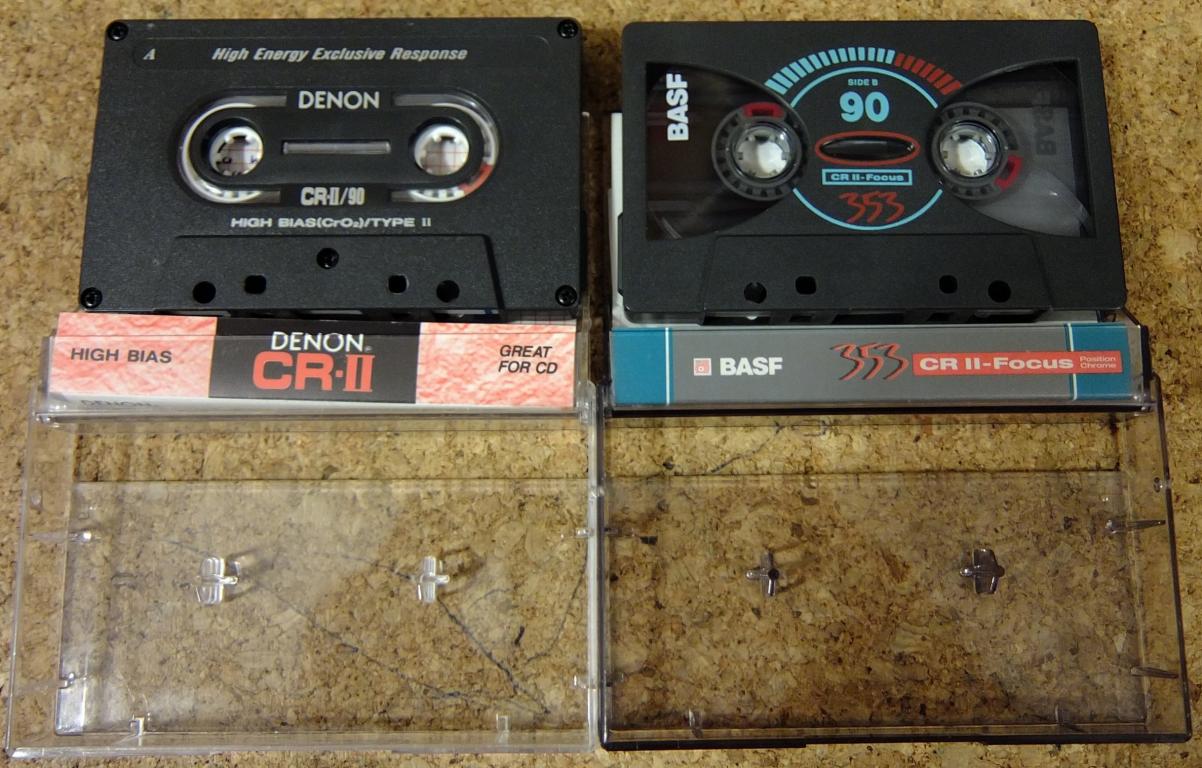 A High Energy Exclusive Response
DENON
CR-II/90
HIGH BIAS(CrO₂)/TYPE II
HIGH BIAS
DENON
CR·II
GREAT
FOR CD
DENON
BASF
SIDE B
90
CR II-Focus
353
BASF
BASF
353
CR II-Focus
Position
Chrome